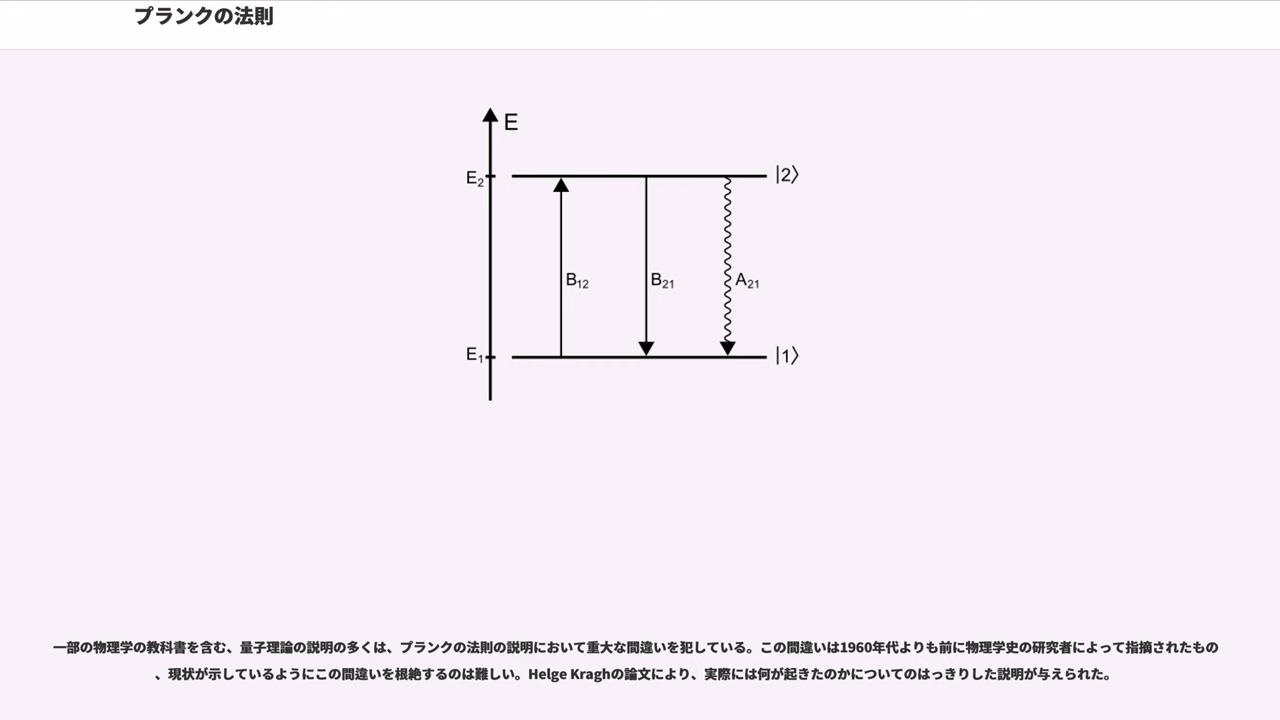 プランクの法則
E
E2
|2⟩
B12
B21
A21
E1
|1⟩
一部の物理学の教科書を含む、量子理論の説明の多くは、プランクの法則の説明において重大な間違いを犯している。この間違いは1960年代よりも前に物理学史の研究者によって指摘されたもの
、現状が示しているようにこの間違いを根絶するのは難しい。Helge Kraghの論文により、実際には何が起きたのかについてのはっきりした説明が与えられた。